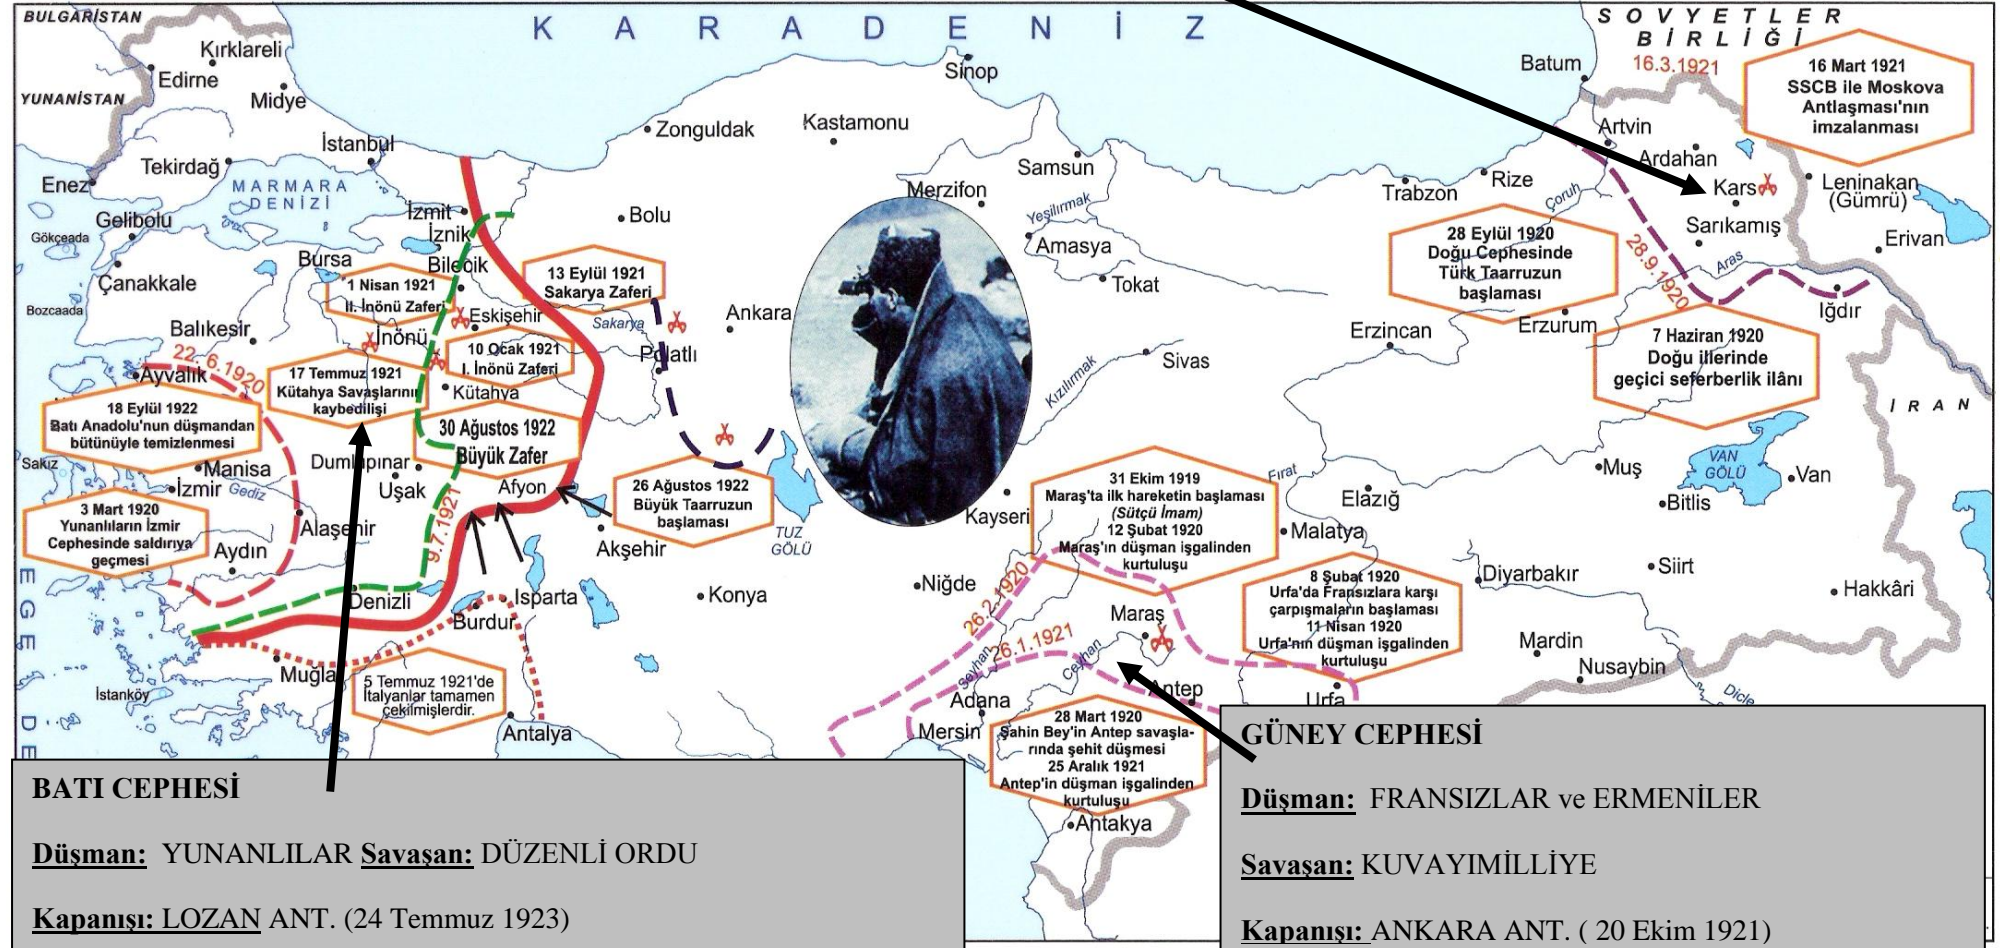 BULGARİSTAN
KARADENİZ
SOVYETLER
BİRLİĞİ
16.3.1921
16 Mart 1921
SSCB ile Moskova
Antlaşması'nın
imzalanması
Kırklareli
Edirne
YUNANİSTAN
Midye
Sinop
Batum
Zonguldak
Kastamonu
Artvin
İstanbul
Tekirdağ
Samsun
Ardahan
Enez
MARMARA
DENİZİ
Merzifon
Trabzon
Rize
Kars
Leninakan
(Gümrü)
Gelibolu
İzmit
Bolu
Yeşilırmak
Çoruh
Sarıkamış
Gökçeada
İznik
Amasya
28 Eylül 1920
Doğu Cephesinde
Türk Taarruzun
başlaması
28.9.1920
Erivan
Bursa
Bilecik
Aras
Çanakkale
1 Nisan 1921
II. İnönü Zaferi
13 Eylül 1921
Sakarya Zaferi
Tokat
Iğdır
Bozcaada
Eskişehir
Sakarya
Ankara
Erzincan
Erzurum
Balıkesir
İnönü
10 Ocak 1921
I. İnönü Zaferi
Polatlı
Sivas
7 Haziran 1920
Doğu illerinde
geçici seferberlik ilânı
22.6.1920
Ayvalık
17 Temmuz 1921
Kütahya Savaşlarının
kaybedilişi
Kütahya
Kızılırmak
İRAN
18 Eylül 1922
Batı Anadolu'nun düşmandan
bütünüyle temizlenmesi
30 Ağustos 1922
Büyük Zafer
Sakız
Manisa
Dumlupınar
Uşak
Afyon
İzmir
Gediz
26 Ağustos 1922
Büyük Taarruzun
başlaması
TUZ
GÖLÜ
Kayseri
31 Ekim 1919
Maraş'ta ilk hareketin başlaması
(Sütçü İmam)
12 Şubat 1920
Maraş'ın düşman işgalinden
kurtuluşu
Fırat
Elazığ
Malatya
Muş
VAN
GÖLÜ
Van
Bitlis
3 Mart 1920
Yunanlıların İzmir
Cephesinde saldırıya
geçmesi
Alaşehir
9.7.1921
Akşehir
Aydın
EGE DE
Denizli
Isparta
Burdur
Konya
Niğde
26.2.1920
8 Şubat 1920
Urfa'da Fransızlara karşı
çarpışmaların başlaması
11 Nisan 1920
Urfa'nın düşman işgalinden
kurtuluşu
Diyarbakır
Siirt
Hakkâri
Maraş
26.1.1921
Seyhan
Ceyhan
Mardin
Nusaybin
Dicle
Muğla
İstanköy
5 Temmuz 1921'de
İtalyanlar tamamen
çekilmişlerdir.
Antalya
Adana
Mersin
Antep
Urfa
28 Mart 1920
Şahin Bey'in Antep savaşla-
rında şehit düşmesi
25 Aralık 1921
Antep'in düşman işgalinden
kurtuluşu
Antakya
BATI CEPHESİ
Düşman: YUNANLILAR Savaşan: DÜZENLİ ORDU
Kapanışı: LOZAN ANT. (24 Temmuz 1923)
GÜNEY CEPHESİ
Düşman: FRANSIZLAR ve ERMENİLER
Savaşan: KUVAYIMİLLİYE
Kapanışı: ANKARA ANT. ( 20 Ekim 1921)